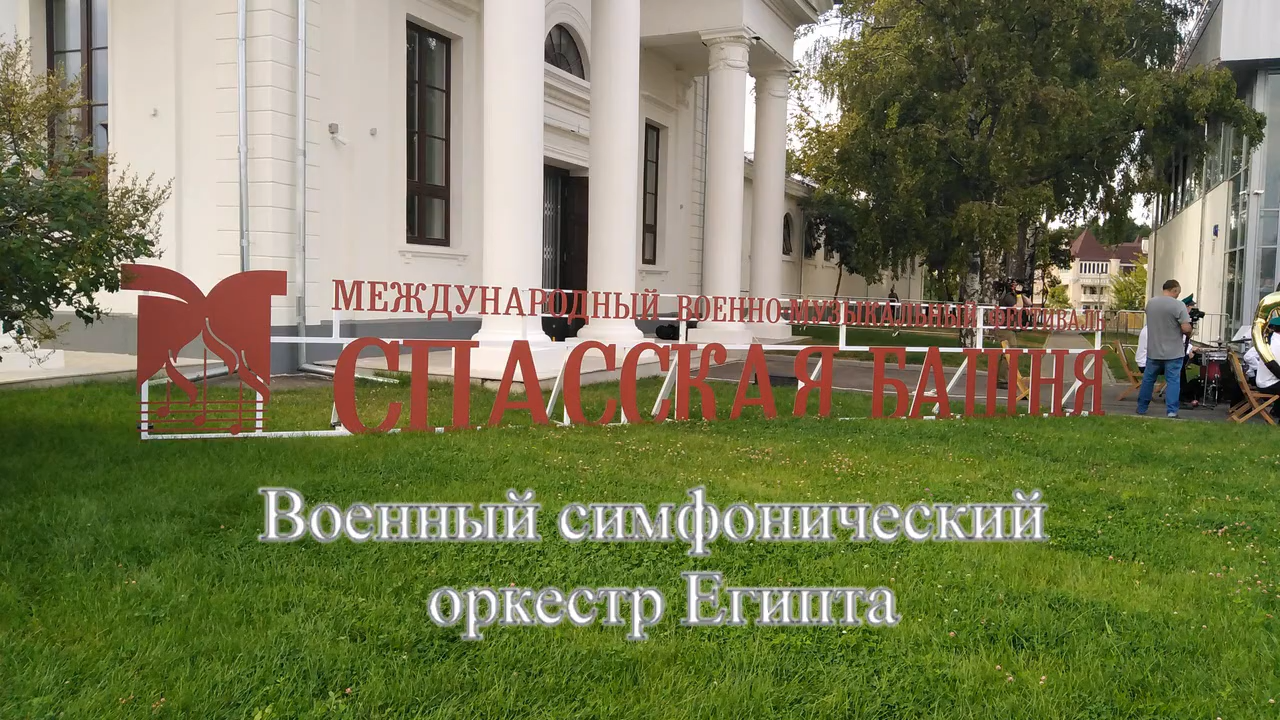 МЕЖДУНАРОДНЫЙ ВОЕННО-МУЗЫКАЛЬНЫЙ ФЕСТИВАЛЬ
СПАССКАЯ БАШНЯ
Военный симфонический
оркестр Египта